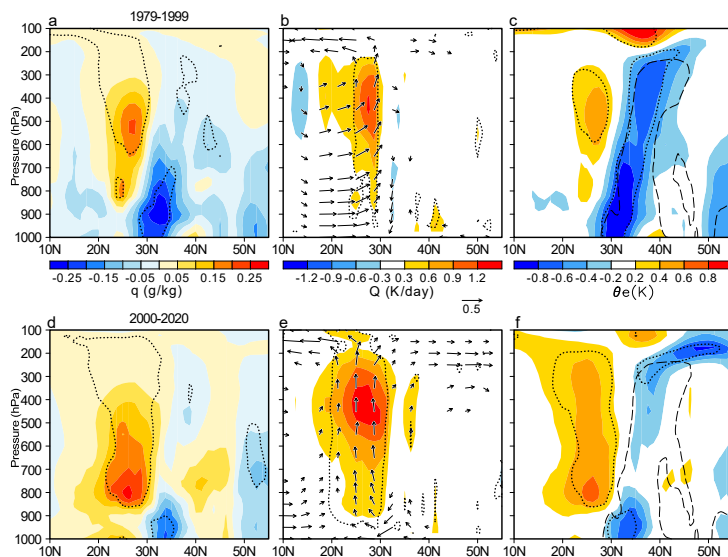 1979-1999
a
b
c
Pressure (hPa)
100
200
300
400
500
600
700
800
900
1000
10N 20N 30N 40N 50N
10N 20N 30N 40N 50N
10N 20N 30N 40N 50N
-0.25 -0.15 -0.05 0.05 0.15 0.25
q (g/kg)
-1.2 -0.9 -0.6 -0.3 0.3 0.6 0.9 1.2
Q (K/day)
-0.8 -0.6 -0.4 -0.2 0.2 0.4 0.6 0.8
θe(K)
0.5
2000-2020
d
e
f
Pressure (hPa)
100
200
300
400
500
600
700
800
900
1000
10N 20N 30N 40N 50N
10N 20N 30N 40N 50N
10N 20N 30N 40N 50N